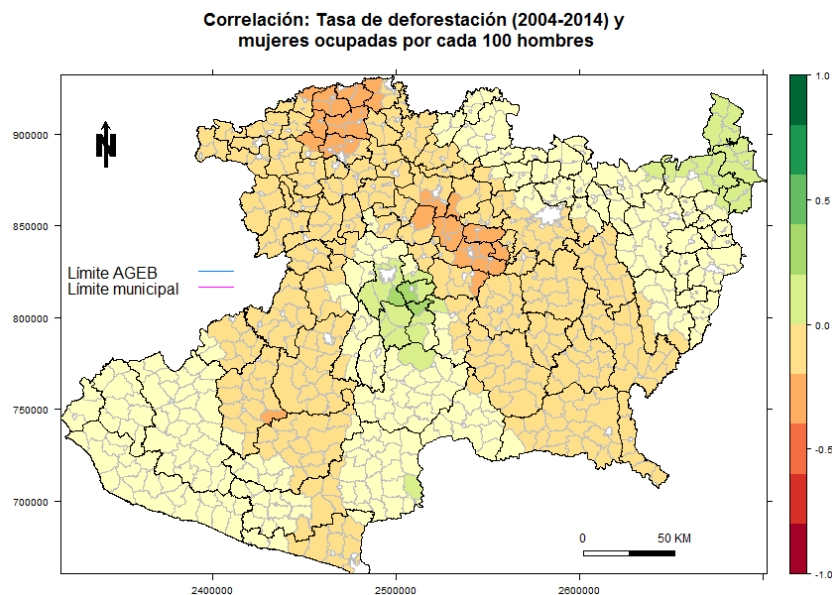 Correlación: Tasa de deforestación (2004-2014) y
mujeres ocupadas por cada 100 hombres
1.0
900000
N
0.5
850000
Límite AGEB
Límite municipal
800000
0.0
750000
-0.5
700000
0 50 KM
-1.0
2400000 2500000 2600000